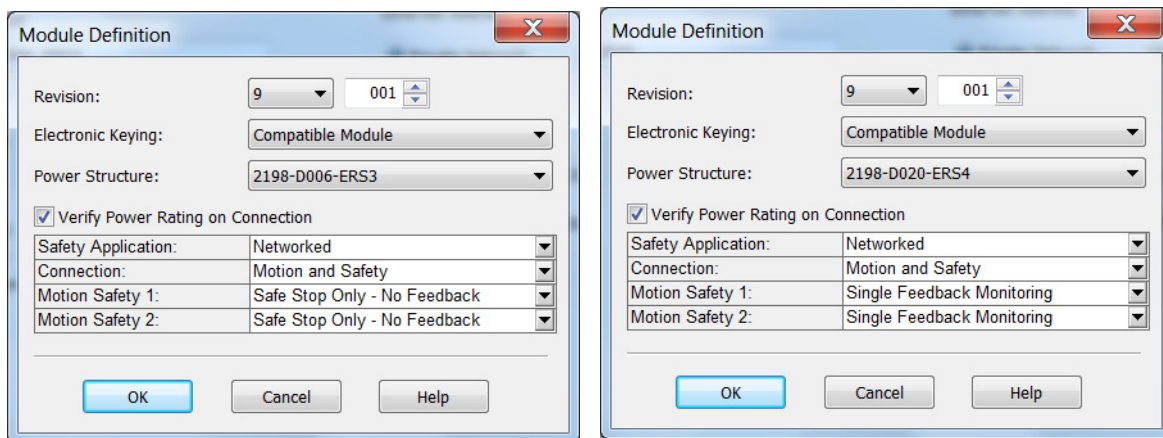 Module Definition
Revision: 9 001
Electronic Keying: Compatible Module
Power Structure: 2198-D006-ERS3
Verify Power Rating on Connection
Safety Application: Networked
Connection: Motion and Safety
Motion Safety 1: Safe Stop Only - No Feedback
Motion Safety 2: Safe Stop Only - No Feedback
OK Cancel Help
Module Definition
Revision: 9 001
Electronic Keying: Compatible Module
Power Structure: 2198-D020-ERS4
Verify Power Rating on Connection
Safety Application: Networked
Connection: Motion and Safety
Motion Safety 1: Single Feedback Monitoring
Motion Safety 2: Single Feedback Monitoring
OK Cancel Help